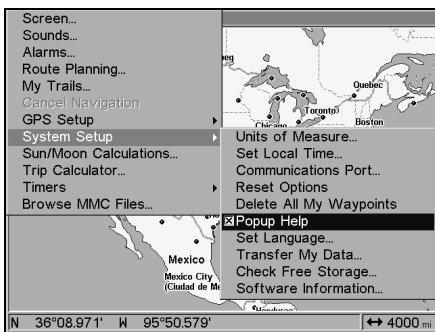 Screen...
Sounds...
Alarms...
Route Planning...
My Trails...
Cancel Navigation
GPS Setup
System Setup
Sun/Moon Calculations...
Trip Calculator...
Timers
Browse MMC Files...
Units of Measure...
Set Local Time...
Communications Port...
Reset Options
Delete All My Waypoints
Popup Help
Set Language...
Transfer My Data...
Check Free Storage...
Software Information...
Quebec
Toronto
Chicago
Boston
Mexico
Mexico City
(Ciudad de Me
N 36°08.971' W 95°50.579' ↔ 4000 mi